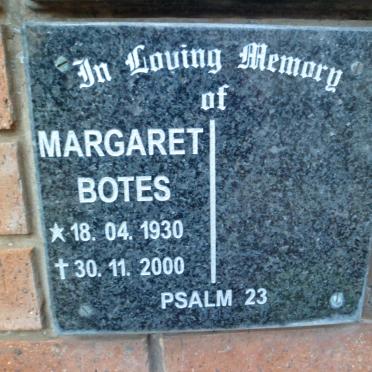 In Loving Memory
of
MARGARET
BOTES
★ 18. 04. 1930
✝ 30. 11. 2000
PSALM 23